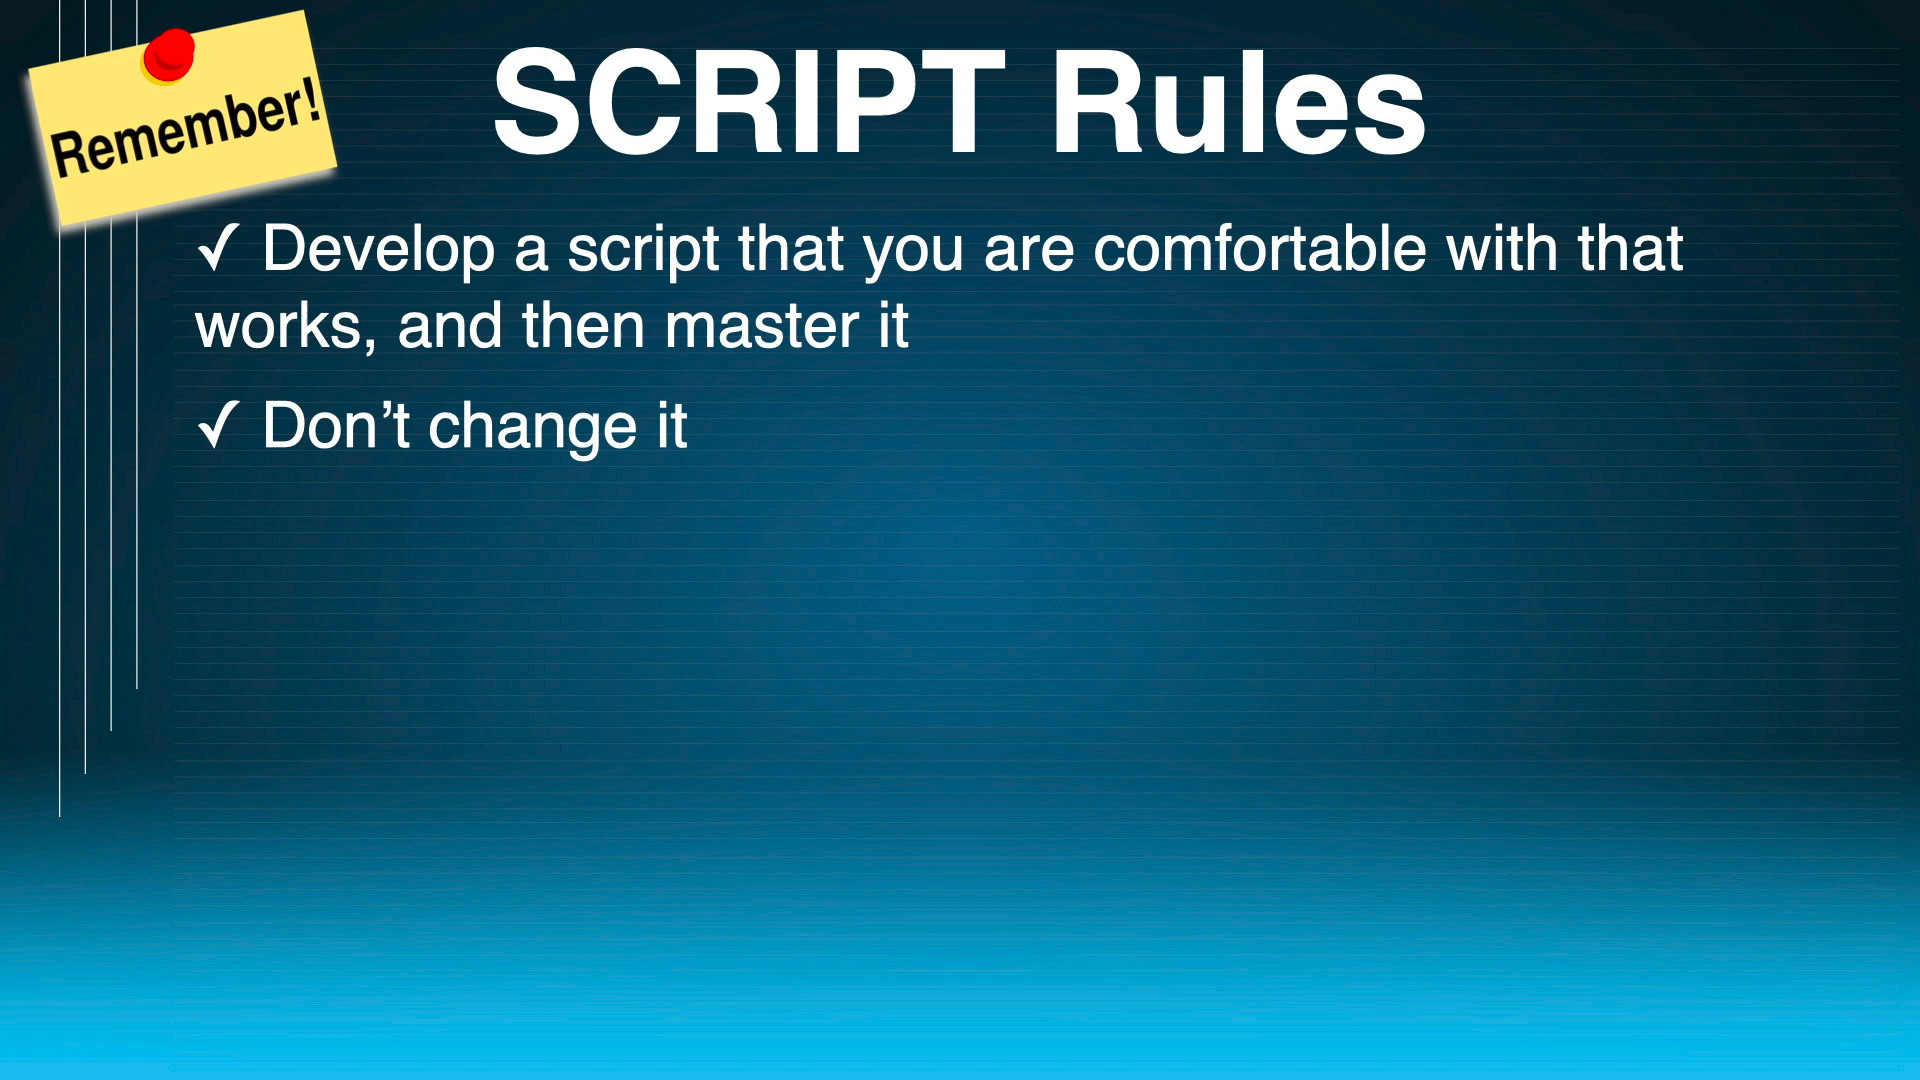 Remember!
SCRIPT Rules
✓ Develop a script that you are comfortable with that
works, and then master it
✓ Don’t change it